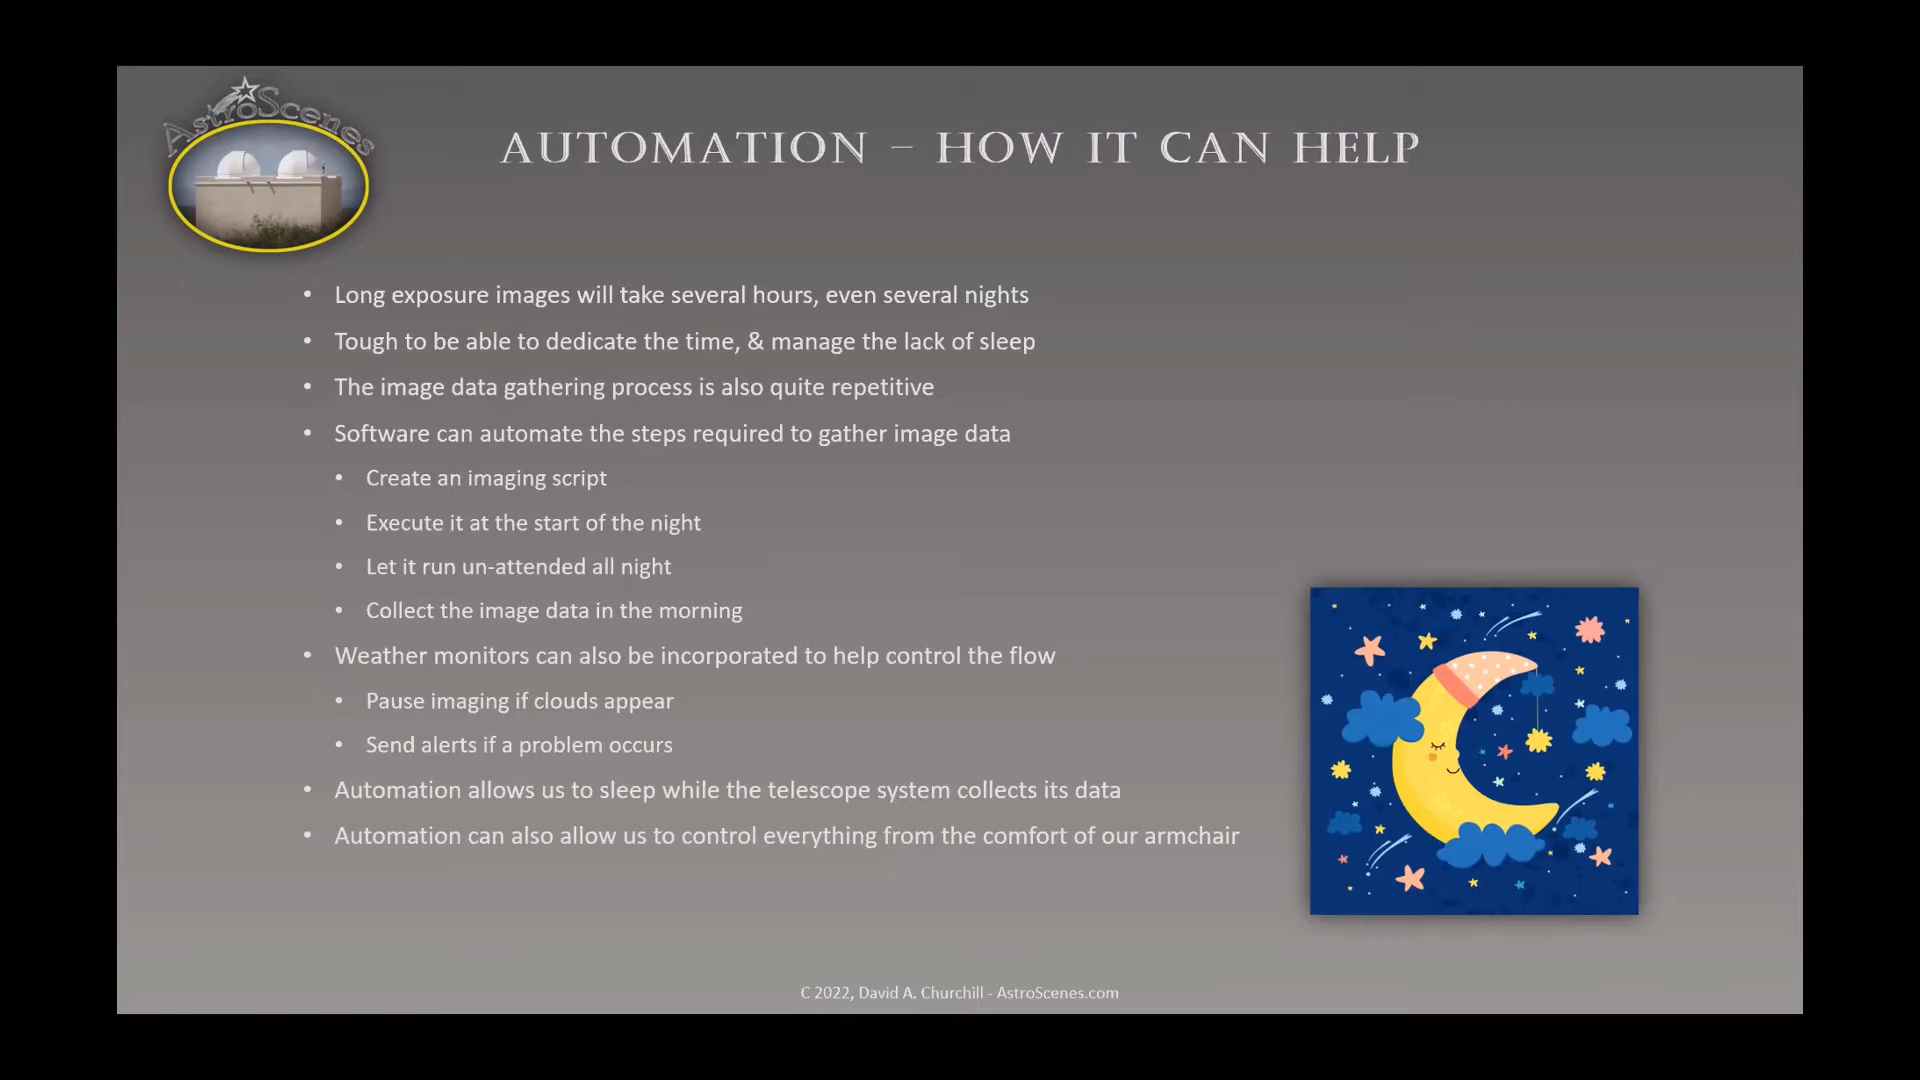 AstroScenes
AUTOMATION – HOW IT CAN HELP
• Long exposure images will take several hours, even several nights
• Tough to be able to dedicate the time, & manage the lack of sleep
• The image data gathering process is also quite repetitive
• Software can automate the steps required to gather image data
• Create an imaging script
• Execute it at the start of the night
• Let it run un-attended all night
• Collect the image data in the morning
• Weather monitors can also be incorporated to help control the flow
• Pause imaging if clouds appear
• Send alerts if a problem occurs
• Automation allows us to sleep while the telescope system collects its data
• Automation can also allow us to control everything from the comfort of our armchair
C 2022, David A. Churchill - AstroScenes.com